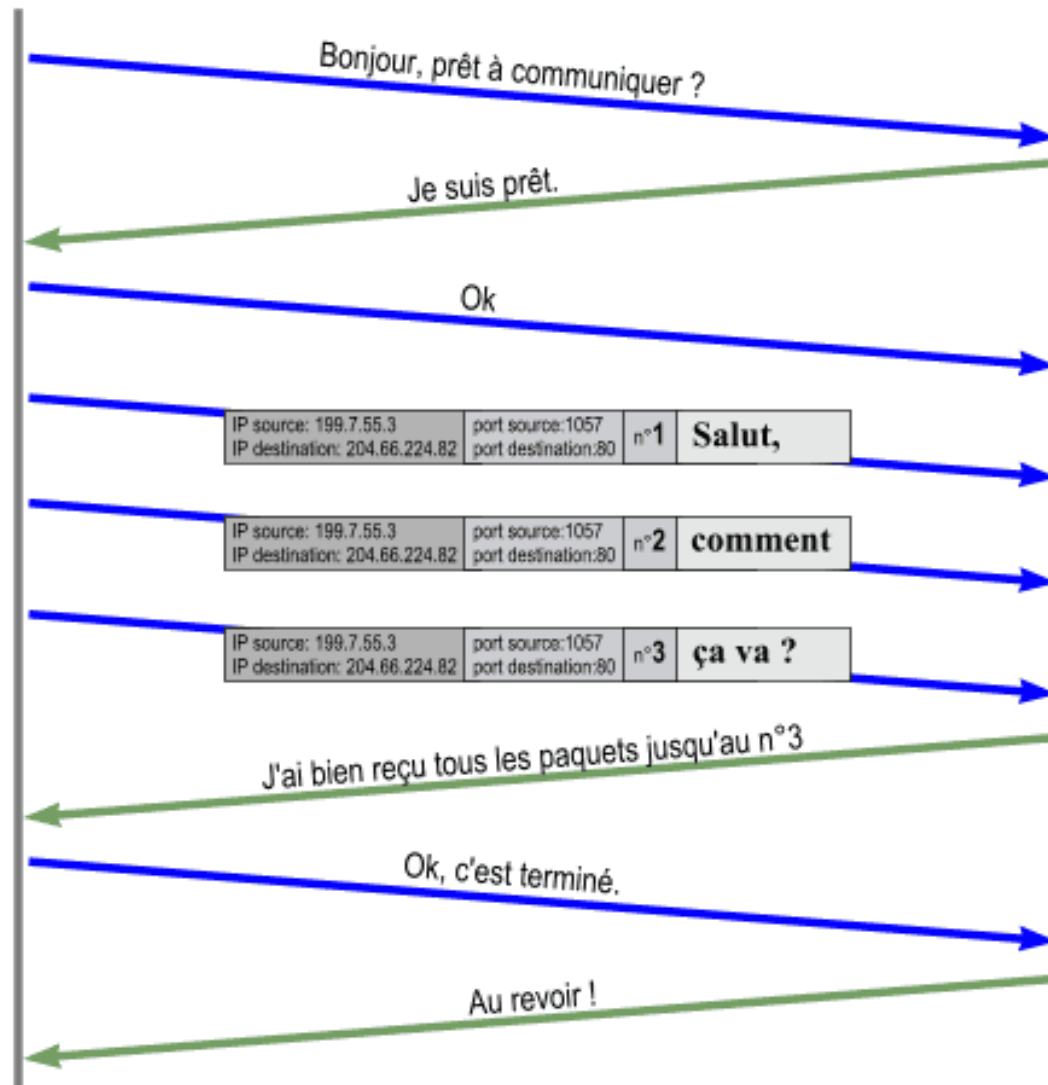 Bonjour, prêt à communiquer ?
Je suis prêt.
Ok
IP source: 199.7.55.3
IP destination: 204.66.224.82
port source:1057
port destination:80
n°1
Salut,
IP source: 199.7.55.3
IP destination: 204.66.224.82
port source:1057
port destination:80
n°2
comment
IP source: 199.7.55.3
IP destination: 204.66.224.82
port source:1057
port destination:80
n°3
ça va ?
J'ai bien reçu tous les paquets jusqu'au n°3
Ok, c'est terminé.
Au revoir !